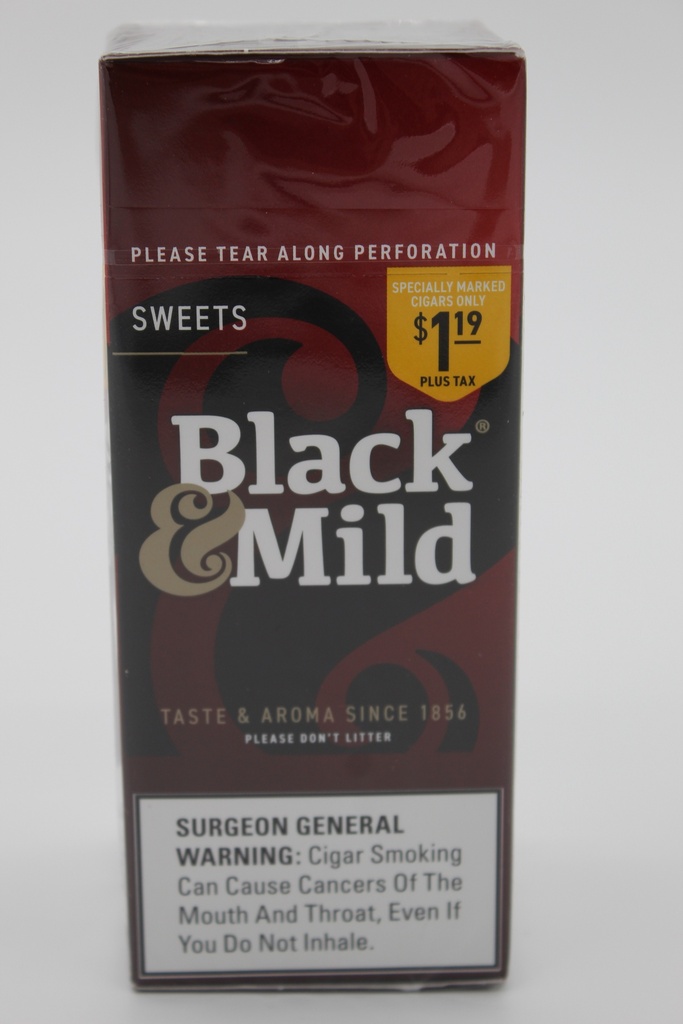 PLEASE TEAR ALONG PERFORATION
SPECIALLY MARKED
CIGARS ONLY
$119
PLUS TAX
SWEETS
Black®
&Mild
TASTE & AROMA SINCE 1856
PLEASE DON'T LITTER
SURGEON GENERAL
WARNING: Cigar Smoking
Can Cause Cancers Of The
Mouth And Throat, Even If
You Do Not Inhale.